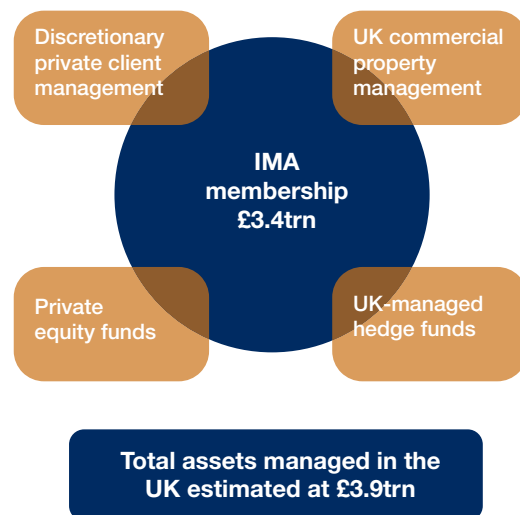 Discretionary
private client
management
UK commercial
property
management
IMA
membership
£3.4trn
Private
equity funds
UK-managed
hedge funds
Total assets managed in the
UK estimated at £3.9trn